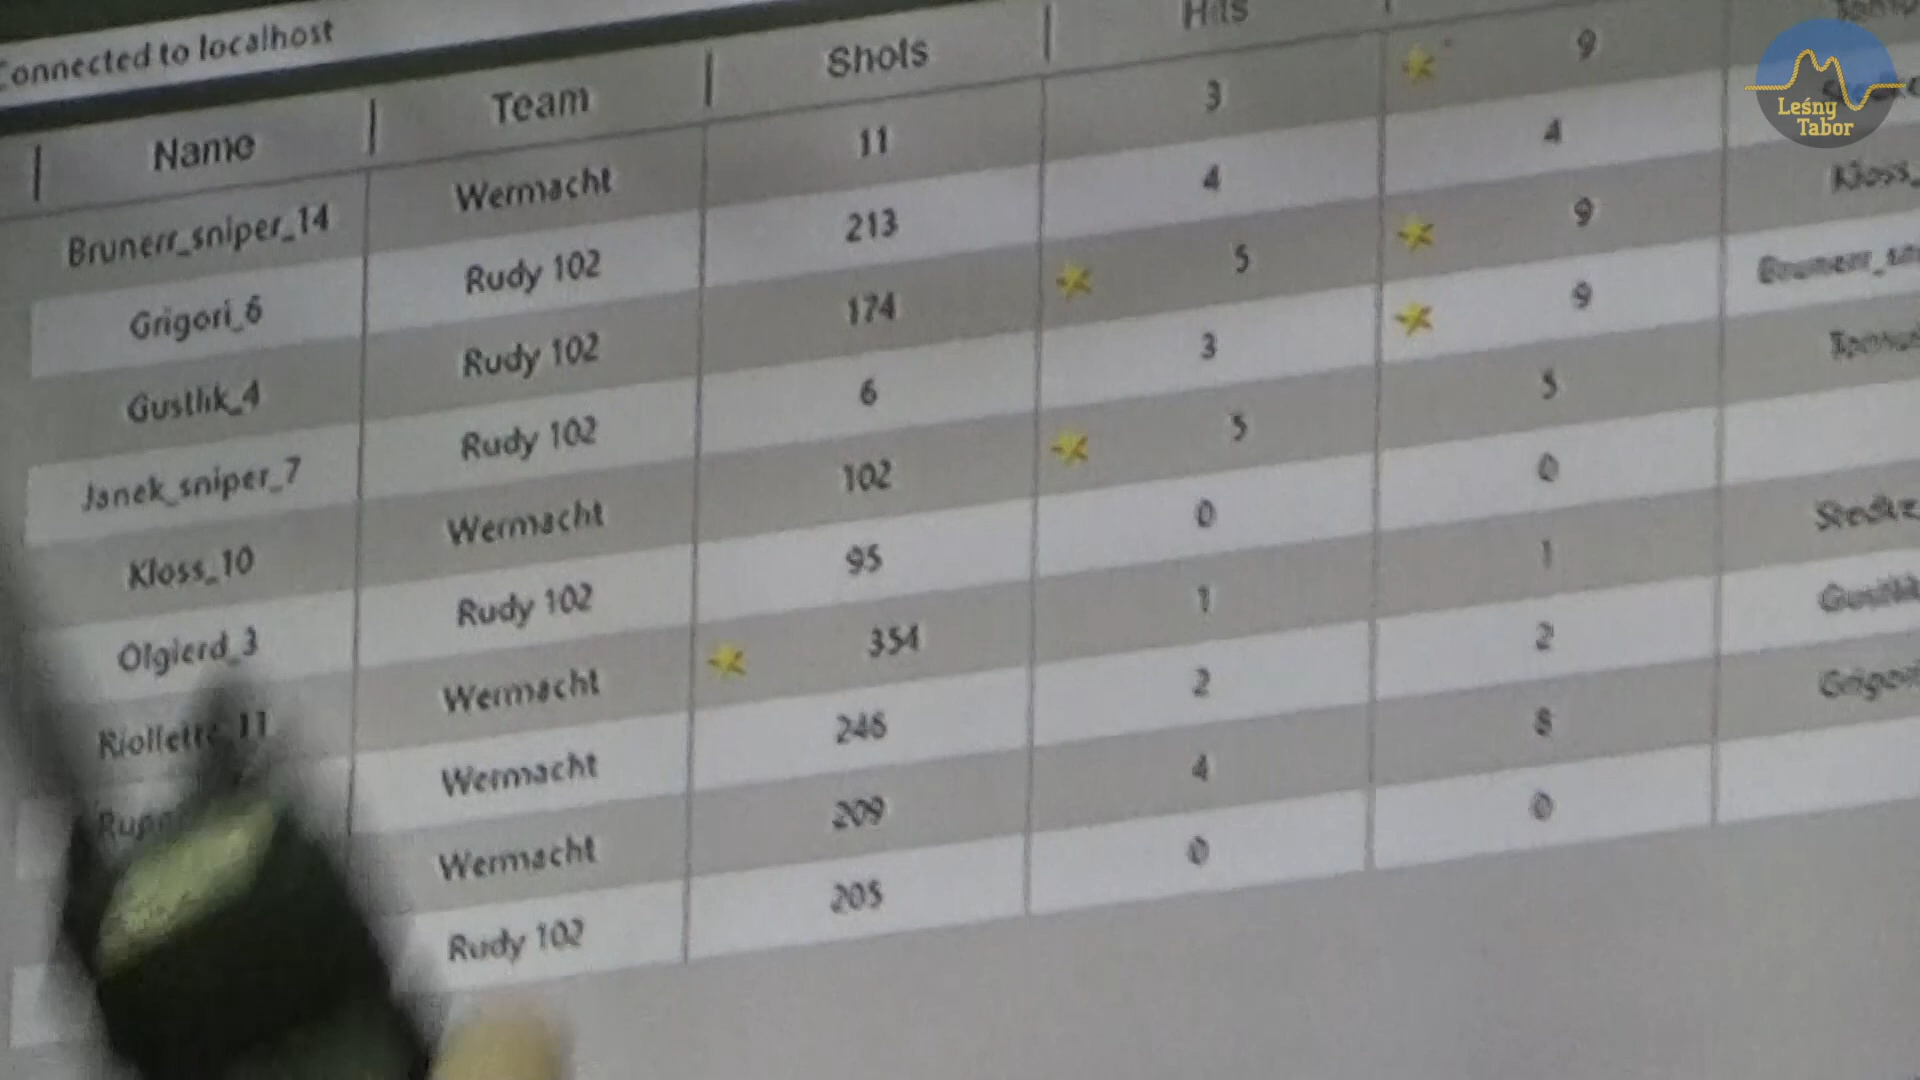 Connected to localhost
Name Team Shots Hits
Brunerr_sniper_14 Wermacht 11 3 9
Grigori_6 Rudy 102 213 4 4
Gustlik_4 Rudy 102 174 5 9
Janek_sniper_7 Rudy 102 6 3 9
Kloss_10 Wermacht 102 5 5
Olgierd_3 Rudy 102 95 0 0
Wermacht 354 1 1
Wermacht 246 2 2
Wermacht 209 4 8
Rudy 102 205 0 0
Leśny
Tabor